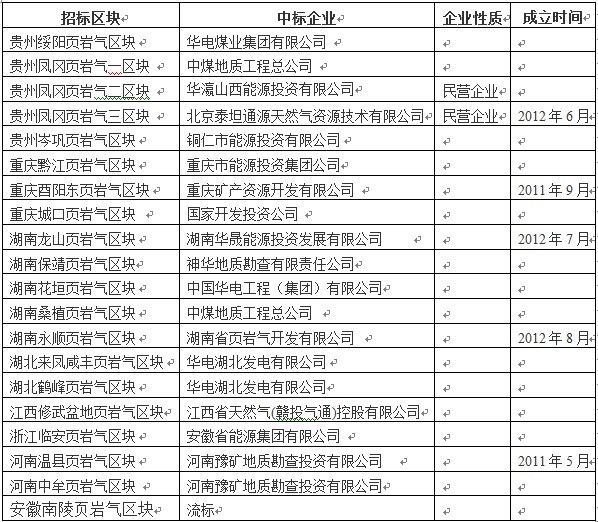 招标区块 中标企业 企业性质 成立时间
贵州绥阳页岩气区块 华电煤业集团有限公司
贵州凤冈页岩气一区块 中煤地质工程总公司
贵州凤冈页岩气二区块 华瀛山西能源投资有限公司 民营企业
贵州凤冈页岩气三区块 北京泰坦通源天然气资源技术有限公司 民营企业 2012年6月
贵州岑巩页岩气区块 铜仁市能源投资有限公司
重庆黔江页岩气区块 重庆市能源投资集团公司
重庆酉阳东页岩气区块 重庆矿产资源开发有限公司 2011年9月
重庆城口页岩气区块 国家开发投资公司
湖南龙山页岩气区块 湖南华晟能源投资发展有限公司 2012年7月
湖南保靖页岩气区块 神华地质勘查有限责任公司
湖南花垣页岩气区块 中国华电工程（集团）有限公司
湖南桑植页岩气区块 中煤地质工程总公司
湖南永顺页岩气区块 湖南省页岩气开发有限公司 2012年8月
湖北来凤咸丰页岩气区块 华电湖北发电有限公司
湖北鹤峰页岩气区块 华电湖北发电有限公司
江西修武盆地页岩气区块 江西省天然气(赣投气通)控股有限公司
浙江临安页岩气区块 安徽省能源集团有限公司
河南温县页岩气区块 河南豫矿地质勘查投资有限公司 2011年5月
河南中牟页岩气区块 河南豫矿地质勘查投资有限公司
安徽南陵页岩气区块 流标